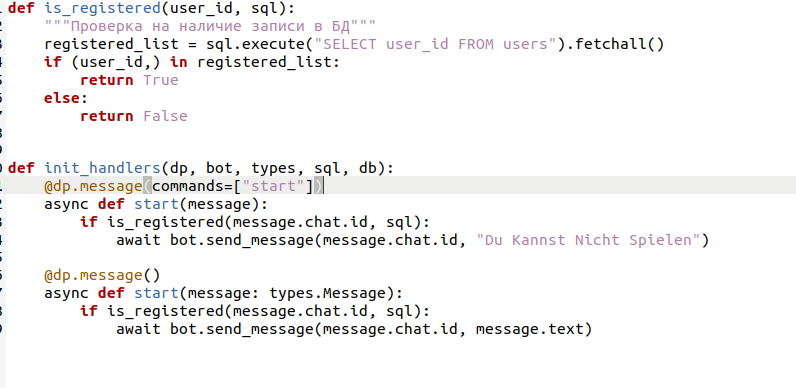 def is_registered(user_id, sql):
"""Проверка на наличие записи в БД"""
registered_list = sql.execute("SELECT user_id FROM users").fetchall()
if (user_id,) in registered_list:
return True
else:
return False
def init_handlers(dp, bot, types, sql, db):
@dp.message(commands=["start"])
async def start(message):
if is_registered(message.chat.id, sql):
await bot.send_message(message.chat.id, "Du Kannst Nicht Spielen")
@dp.message()
async def start(message: types.Message):
if is_registered(message.chat.id, sql):
await bot.send_message(message.chat.id, message.text)